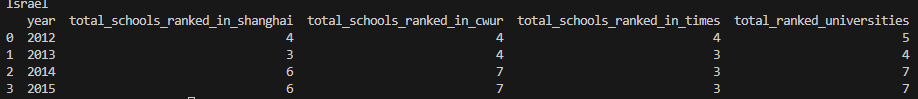 Israel
year total_schools_ranked_in_shanghai total_schools_ranked_in_cwur total_schools_ranked_in_times total_ranked_universities
0 2012 4 4 4 5
1 2013 3 4 3 4
2 2014 6 7 3 7
3 2015 6 7 3 7